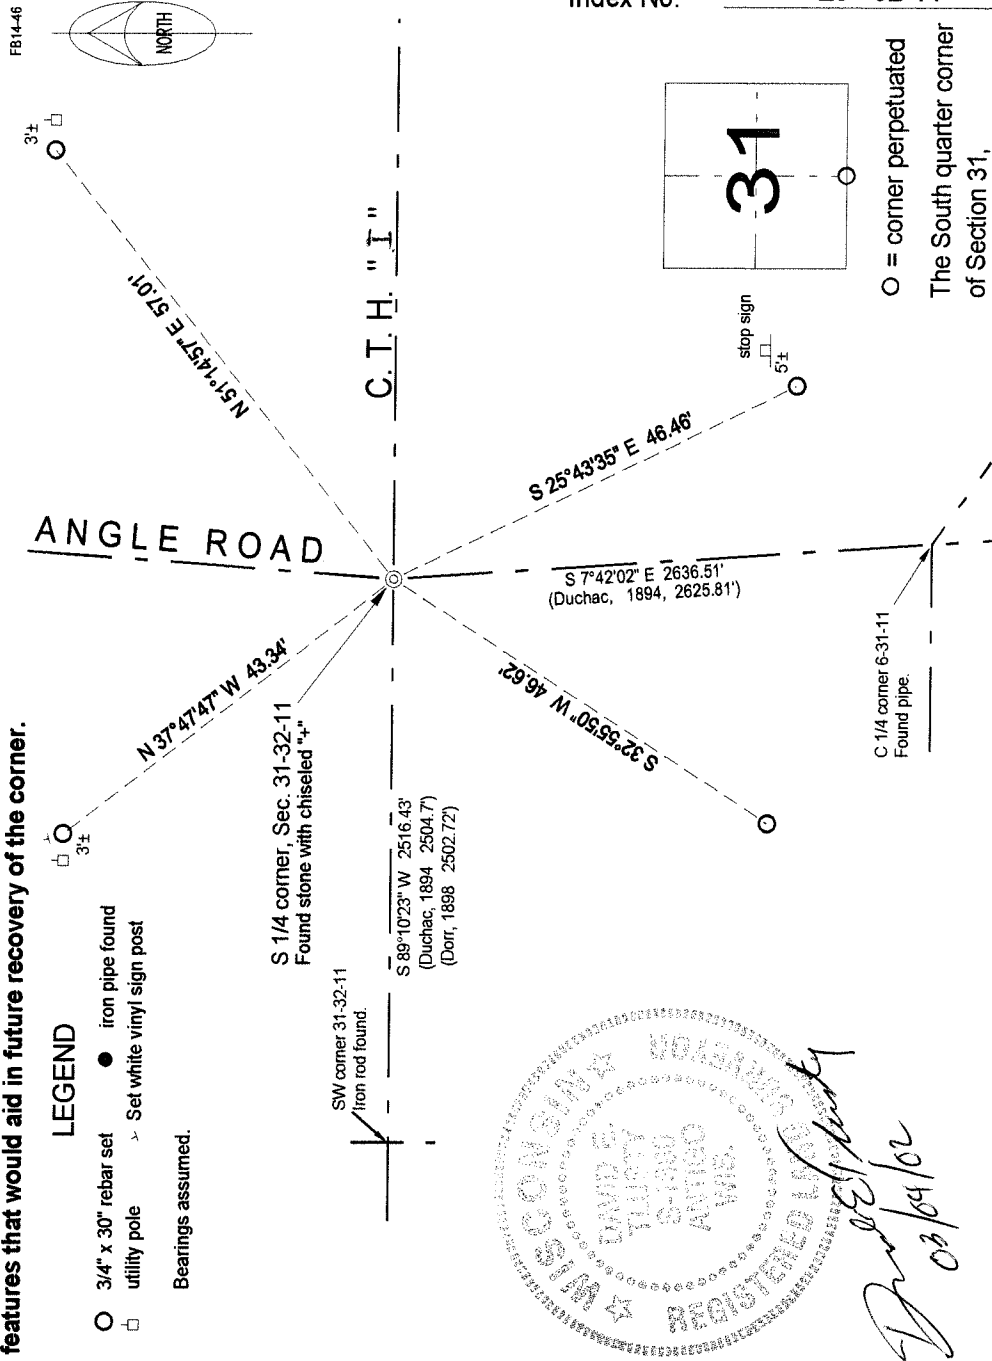 features that would aid in future recovery of the corner.
LEGEND
3/4" x 30" rebar set
iron pipe found
utility pole
Set white vinyl sign post
Bearings assumed.
FB14-46
NORTH
3'±
3'±
N 37°47'47" W 43.34'
N 51°14'57" E 57.01'
ANGLE ROAD
C. T. H. "I"
S 1/4 corner, Sec. 31-32-11
Found stone with chiseled "+"
SW corner 31-32-11
Iron rod found.
S 89°10'23" W 2516.43'
(Duchac, 1894 2504.7')
(Dorr, 1898 2502.72')
S 32°55'50" W 46.62'
S 25°43'35" E 46.46'
stop sign
5'±
S 7°42'02" E 2636.51'
(Duchac, 1894, 2625.81')
C 1/4 corner 6-31-11
Found pipe.
Index No.
31
= corner perpetuated
The South quarter corner
of Section 31,
WISCONSIN
REGISTERED LAND SURVEYOR
DAVID E.
TLUSTY
ANTIGO
WIS.
03/04/02